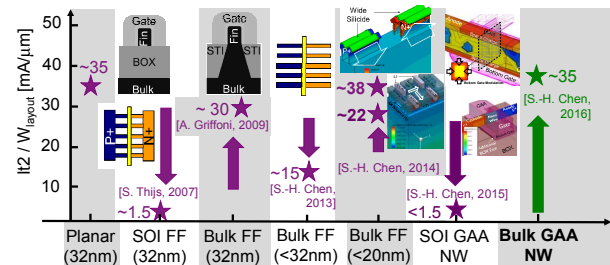 It2 / W_layout [mA/μm]
50
40
30
20
10
~35
Gate
Fin
BOX
Bulk
P+
N+
[S. Thijs, 2007]
~1.5
Gate
Fin
STI
STI
Bulk
~ 30
[A. Griffoni, 2009]
~15
[S.-H. Chen,
2013]
Wide
Silicide
~38
~22
[S.-H. Chen, 2014]
Bottom Gate
Gate
[S.-H. Chen, 2015]
<1.5
~35
[S.-H. Chen,
2016]
Planar
(32nm)
SOI FF
(32nm)
Bulk FF
(32nm)
Bulk FF
(<32nm)
Bulk FF
(<20nm)
SOI GAA
NW
Bulk GAA
NW